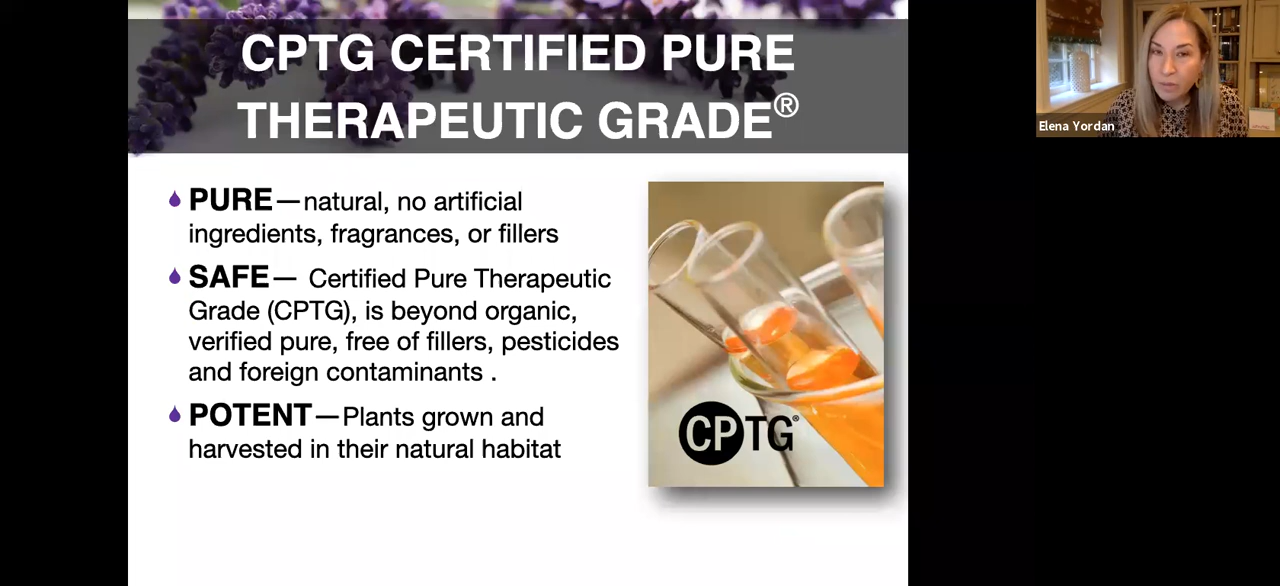 CPTG CERTIFIED PURE
THERAPEUTIC GRADE®
PURE—natural, no artificial
ingredients, fragrances, or fillers
SAFE— Certified Pure Therapeutic
Grade (CPTG), is beyond organic,
verified pure, free of fillers, pesticides
and foreign contaminants .
POTENT—Plants grown and
harvested in their natural habitat
CPTG®
Elena Yordan